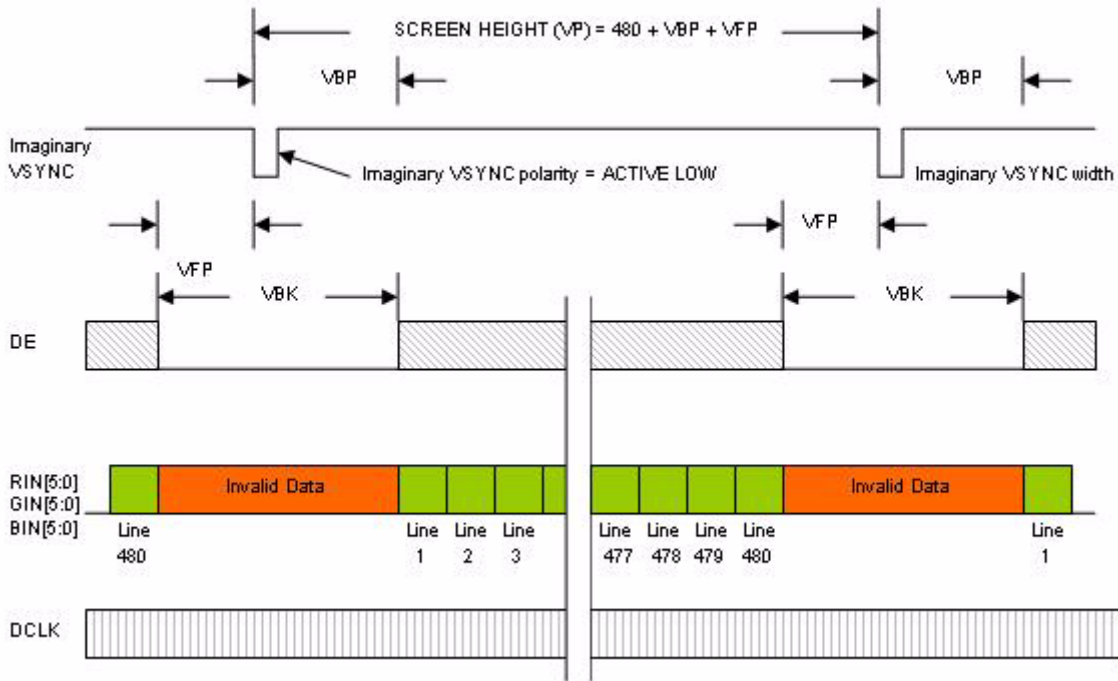 SCREEN HEIGHT (VP) = 480 + VBP + VFP
VBP
VBP
Imaginary
VSYNC
Imaginary VSYNC polarity = ACTIVE LOW
Imaginary VSYNC width
VFP
VFP
VBK
VBK
DE
RIN[5:0]
GIN[5:0]
BIN[5:0]
Invalid Data
Invalid Data
Line
480
Line
1
Line
2
Line
3
Line
477
Line
478
Line
479
Line
480
Line
1
DCLK